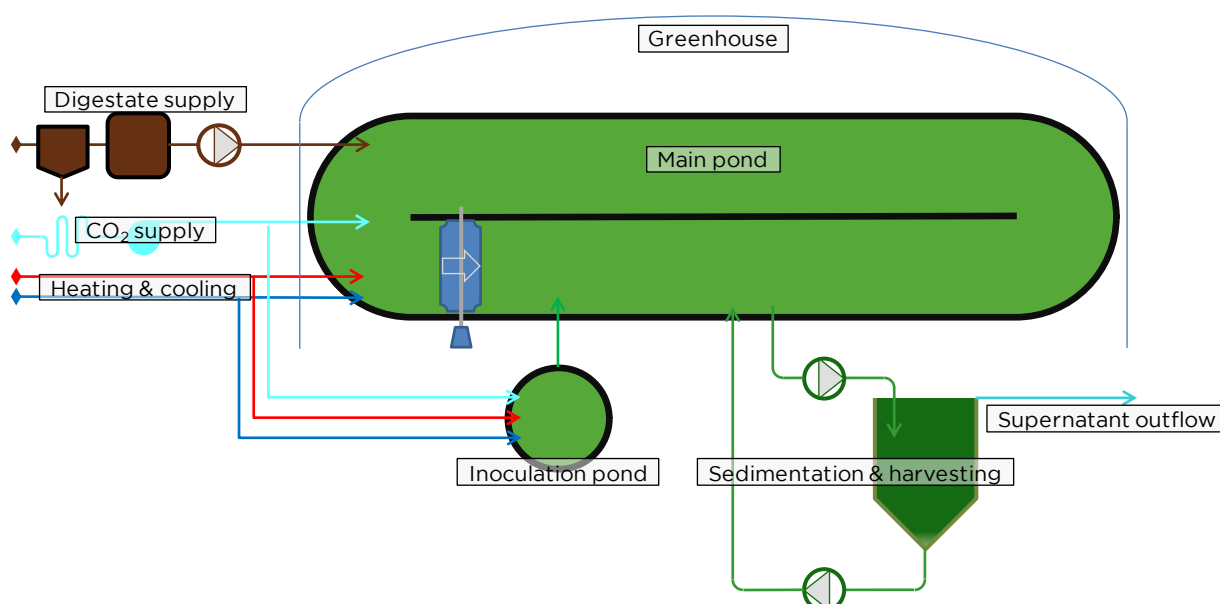 Greenhouse
Digestate supply
Main pond
CO₂ supply
Heating & cooling
Supernatant outflow
Inoculation pond
Sedimentation & harvesting